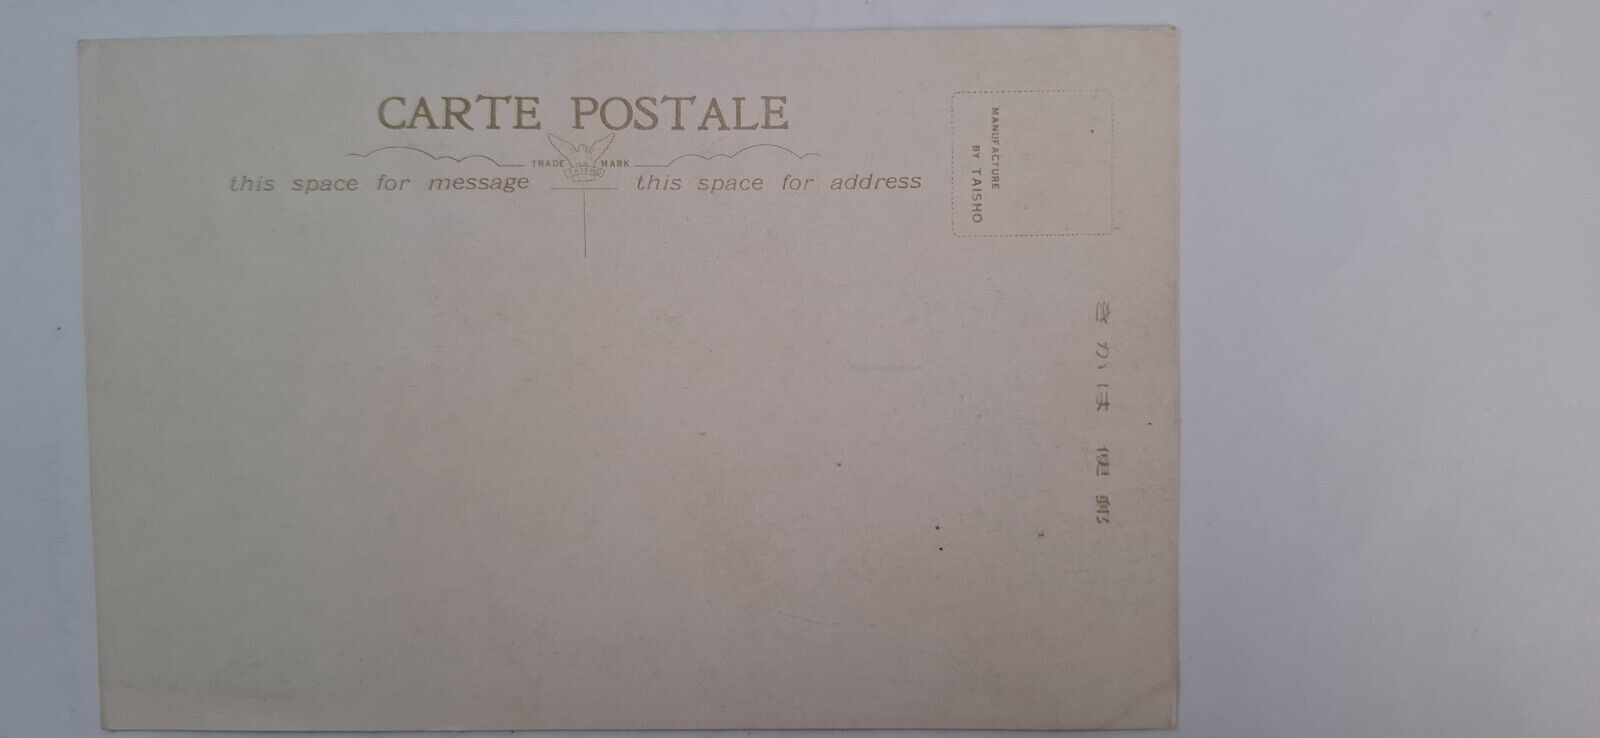 CARTE POSTALE
TRADE MARK
TAISHO
this space for message
this space for address
MANUFACTURE
BY TAISHO
郵便はかき